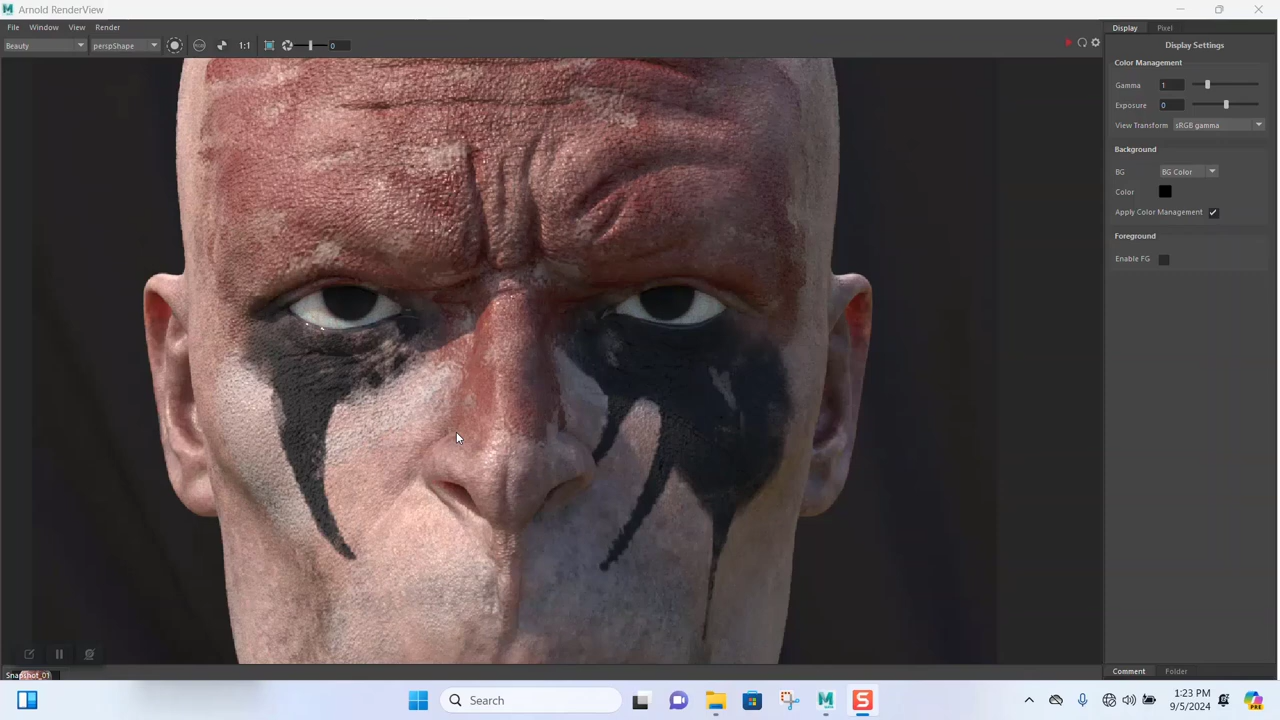 Arnold RenderView
File Window View Render
Display Pixel
Beauty perspShape 1:1 0
Display Settings
Color Management
Gamma 1
Exposure 0
View Transform sRGB gamma
Background
BG BG Color
Color
Apply Color Management
Foreground
Enable FG
Snapshot_01
Comment Folder
Search
1:23 PM
9/5/2024